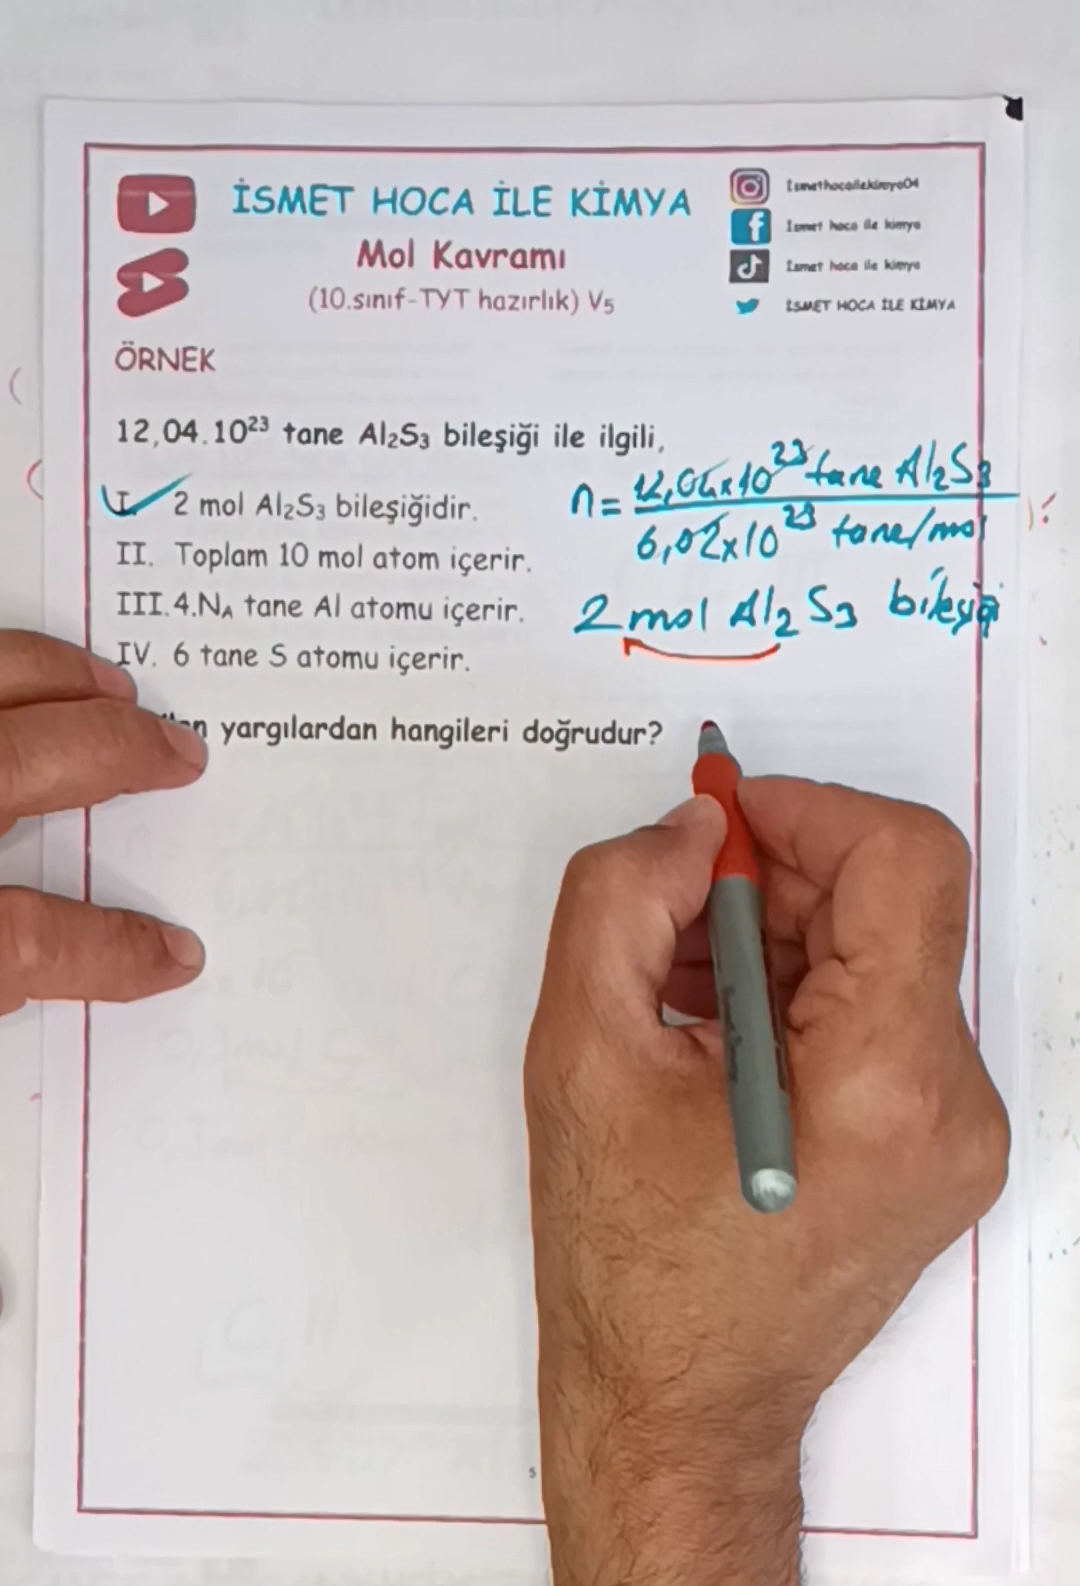 İSMET HOCA İLE KİMYA
Mol Kavramı
(10.sınıf-TYT hazırlık) V5
İsmethocailekimya04
İsmet hoca ile kimya
İsmet hoca ile kimya
İSMET HOCA İLE KİMYA
ÖRNEK
12,04.10²³ tane Al₂S₃ bileşiği ile ilgili,
I. 2 mol Al₂S₃ bileşiğidir.
II. Toplam 10 mol atom içerir.
III. 4.Nᴀ tane Al atomu içerir.
IV. 6 tane S atomu içerir.
yargılardan hangileri doğrudur?
n = 12,04x10²³ tane Al₂S₃
6,02x10²³ tane/mol
2 mol Al₂S₃ bileşiği
5